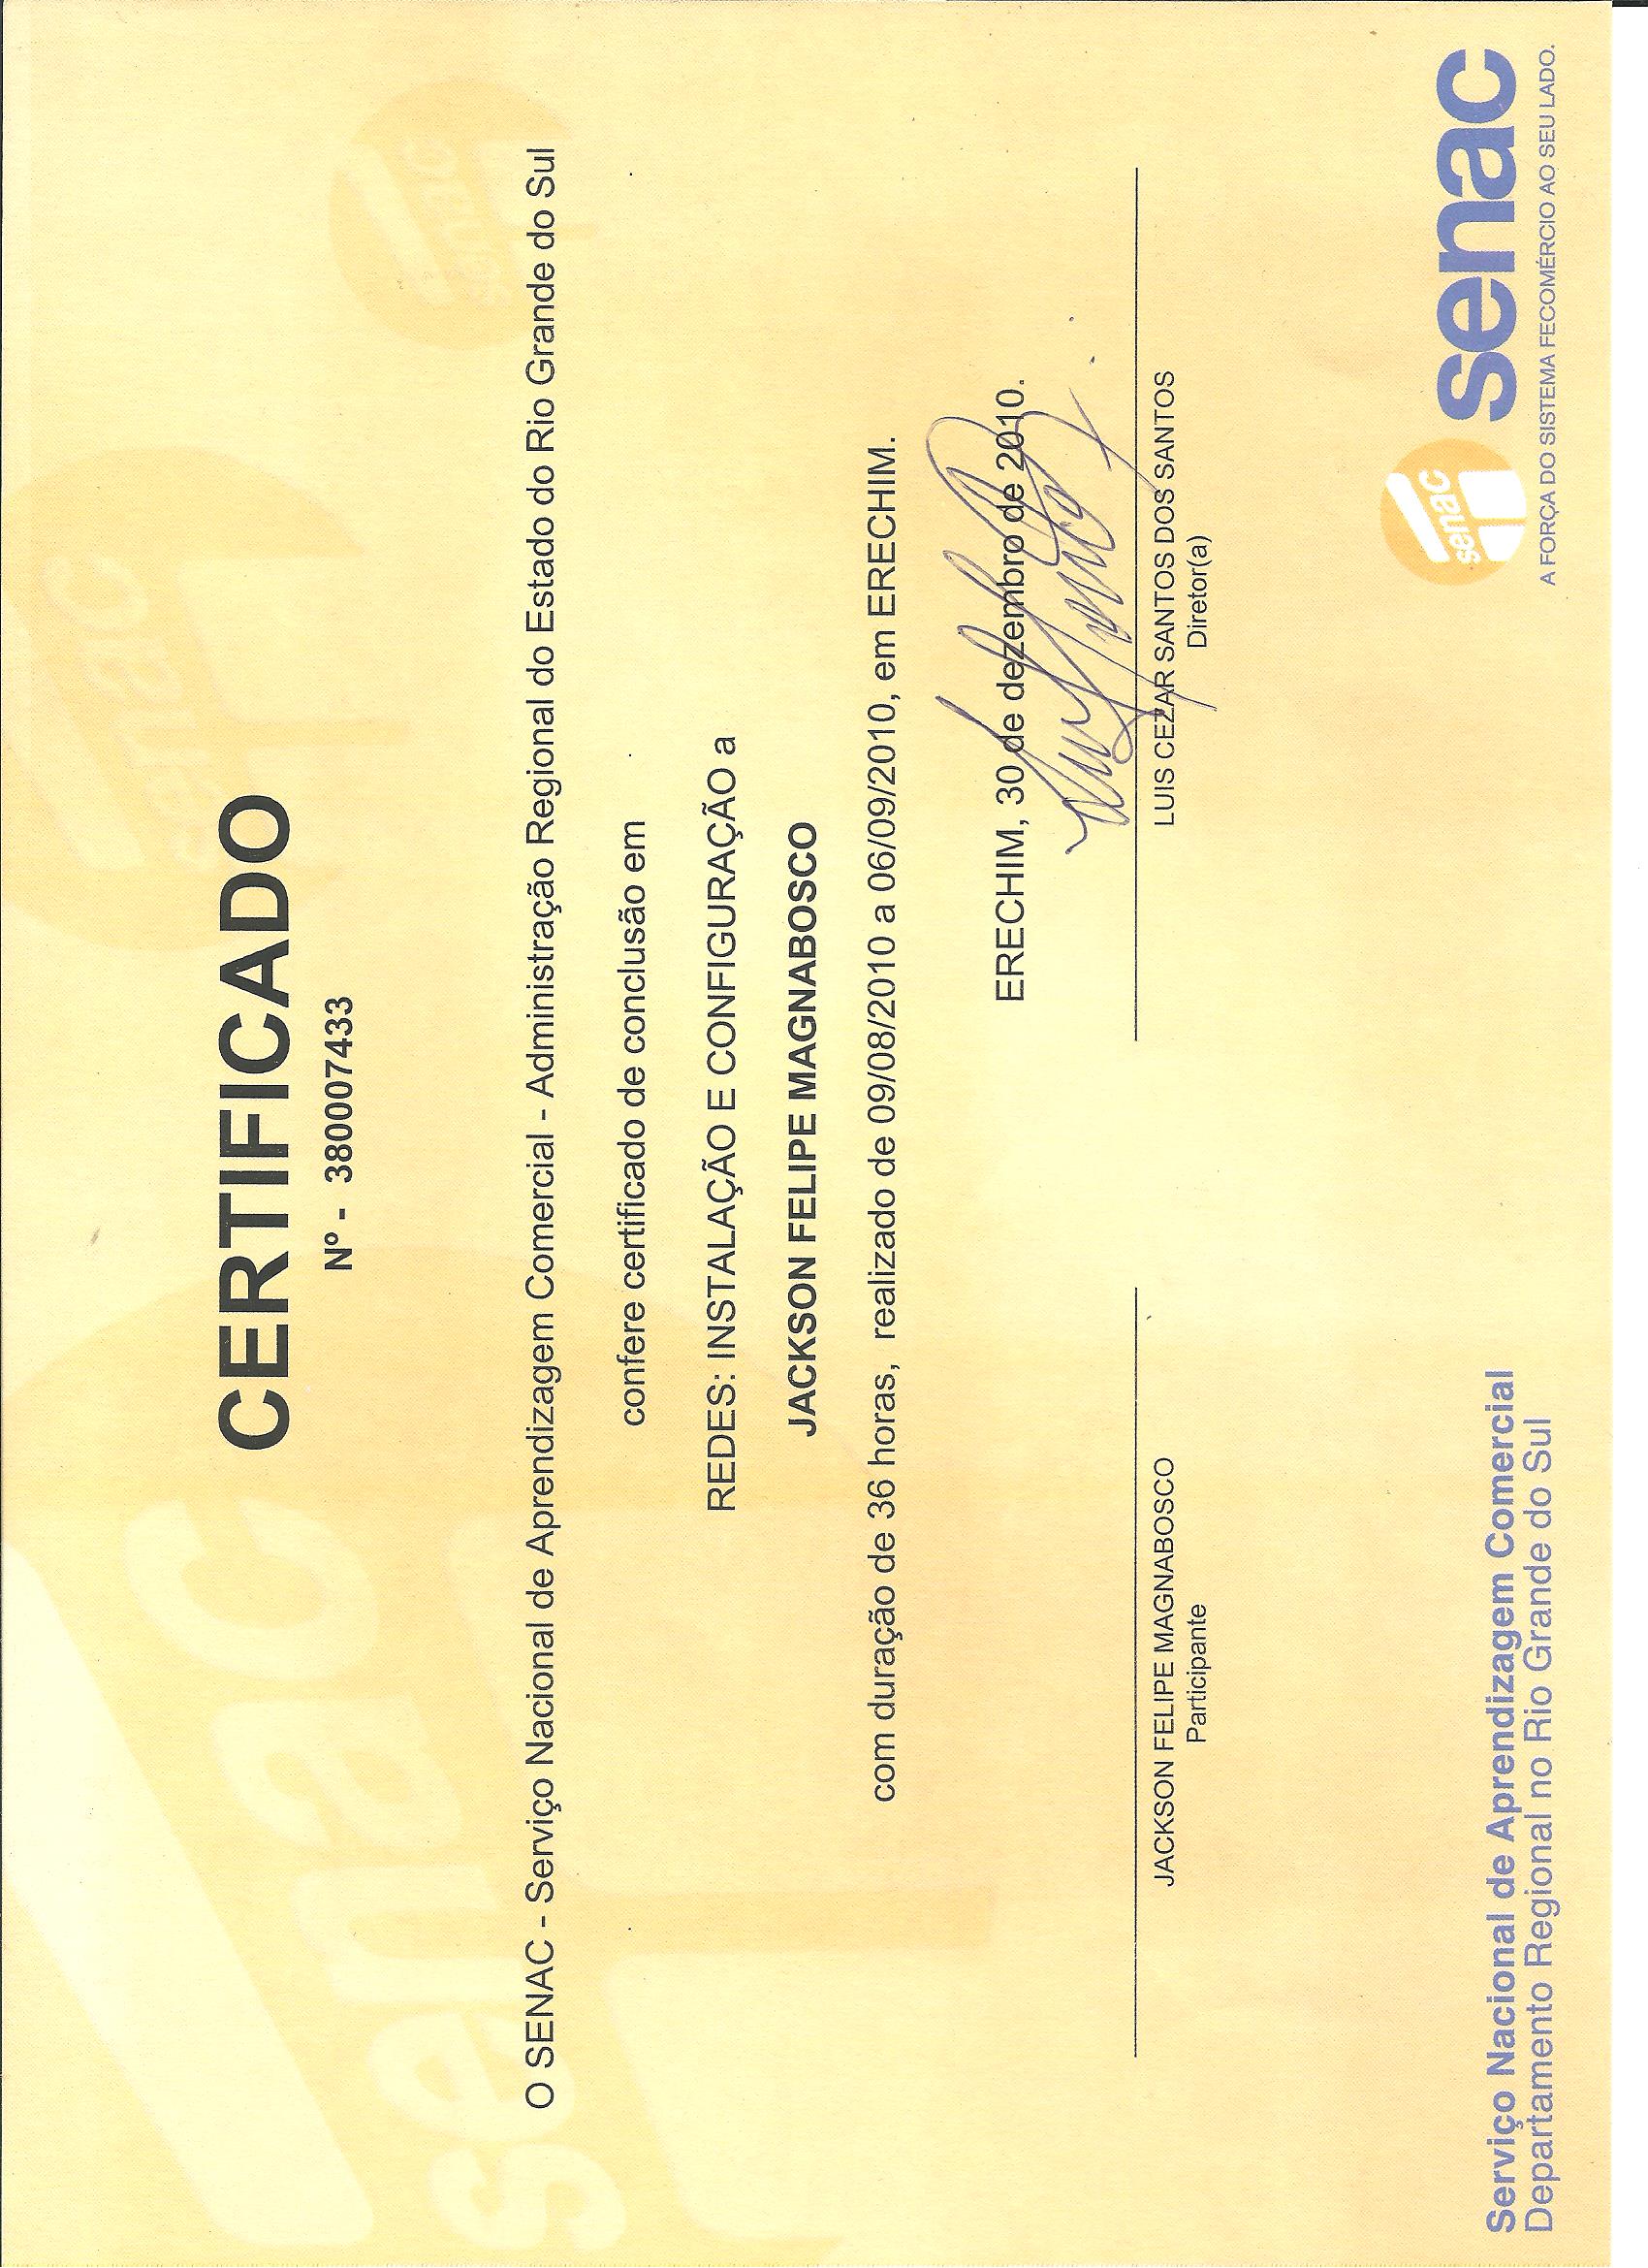 CERTIFICADO
Nº - 380007433
O SENAC - Serviço Nacional de Aprendizagem Comercial - Administração Regional do Estado do Rio Grande do Sul
confere certificado de conclusão em
REDES: INSTALAÇÃO E CONFIGURAÇÃO a
JACKSON FELIPE MAGNABOSCO
com duração de 36 horas, realizado de 09/08/2010 a 06/09/2010, em ERECHIM.
ERECHIM, 30 de dezembro de 2010.
JACKSON FELIPE MAGNABOSCO
Participante
LUIS CEZAR SANTOS DOS SANTOS
Diretor(a)
Serviço Nacional de Aprendizagem Comercial
Departamento Regional no Rio Grande do Sul
senac
senac
A FORÇA DO SISTEMA FECOMÉRCIO AO SEU LADO.
senac
senac
senac